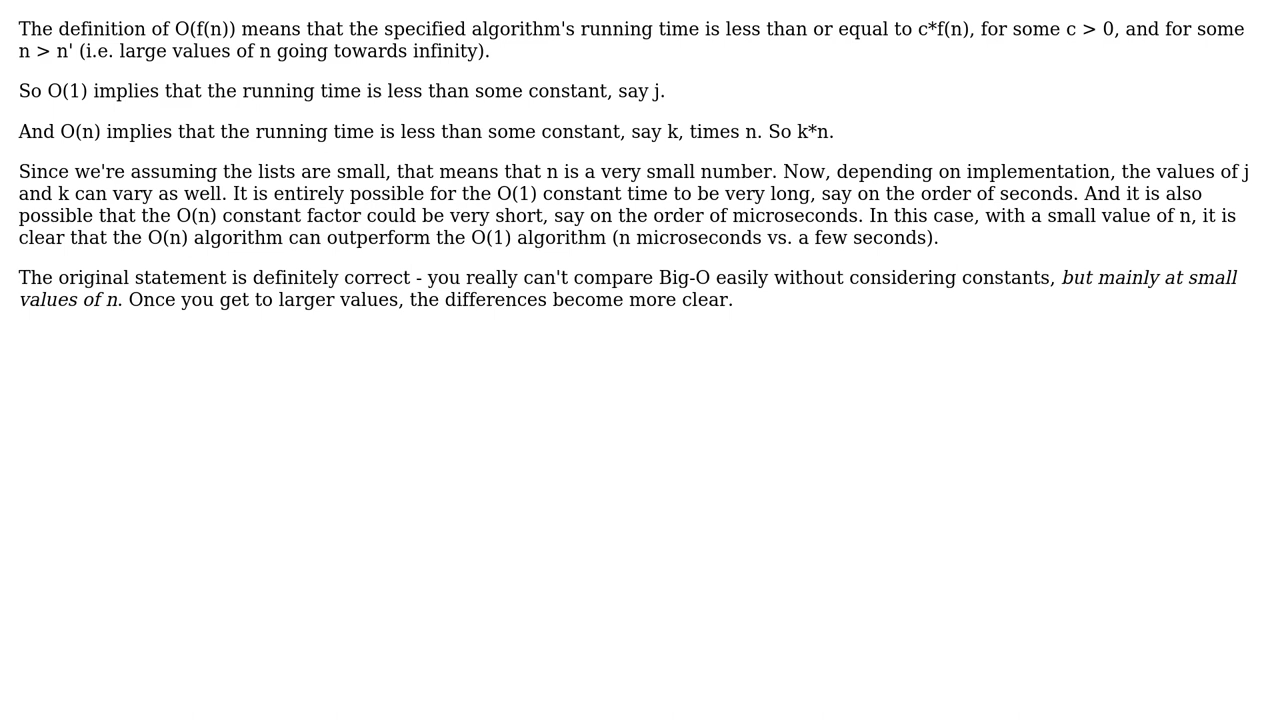 The definition of O(f(n)) means that the specified algorithm's running time is less than or equal to c*f(n), for some c > 0, and for some
n > n' (i.e. large values of n going towards infinity).
So O(1) implies that the running time is less than some constant, say j.
And O(n) implies that the running time is less than some constant, say k, times n. So k*n.
Since we're assuming the lists are small, that means that n is a very small number. Now, depending on implementation, the values of j
and k can vary as well. It is entirely possible for the O(1) constant time to be very long, say on the order of seconds. And it is also
possible that the O(n) constant factor could be very short, say on the order of microseconds. In this case, with a small value of n, it is
clear that the O(n) algorithm can outperform the O(1) algorithm (n microseconds vs. a few seconds).
The original statement is definitely correct - you really can't compare Big-O easily without considering constants, but mainly at small
values of n. Once you get to larger values, the differences become more clear.